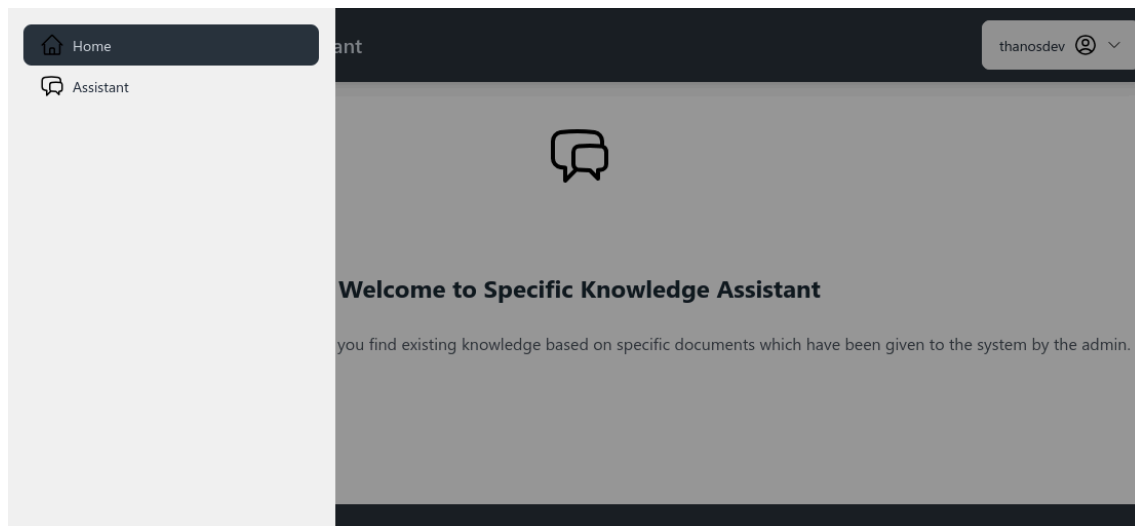 Home
Assistant
ant
thanosdev
Welcome to Specific Knowledge Assistant
you find existing knowledge based on specific documents which have been given to the system by the admin.